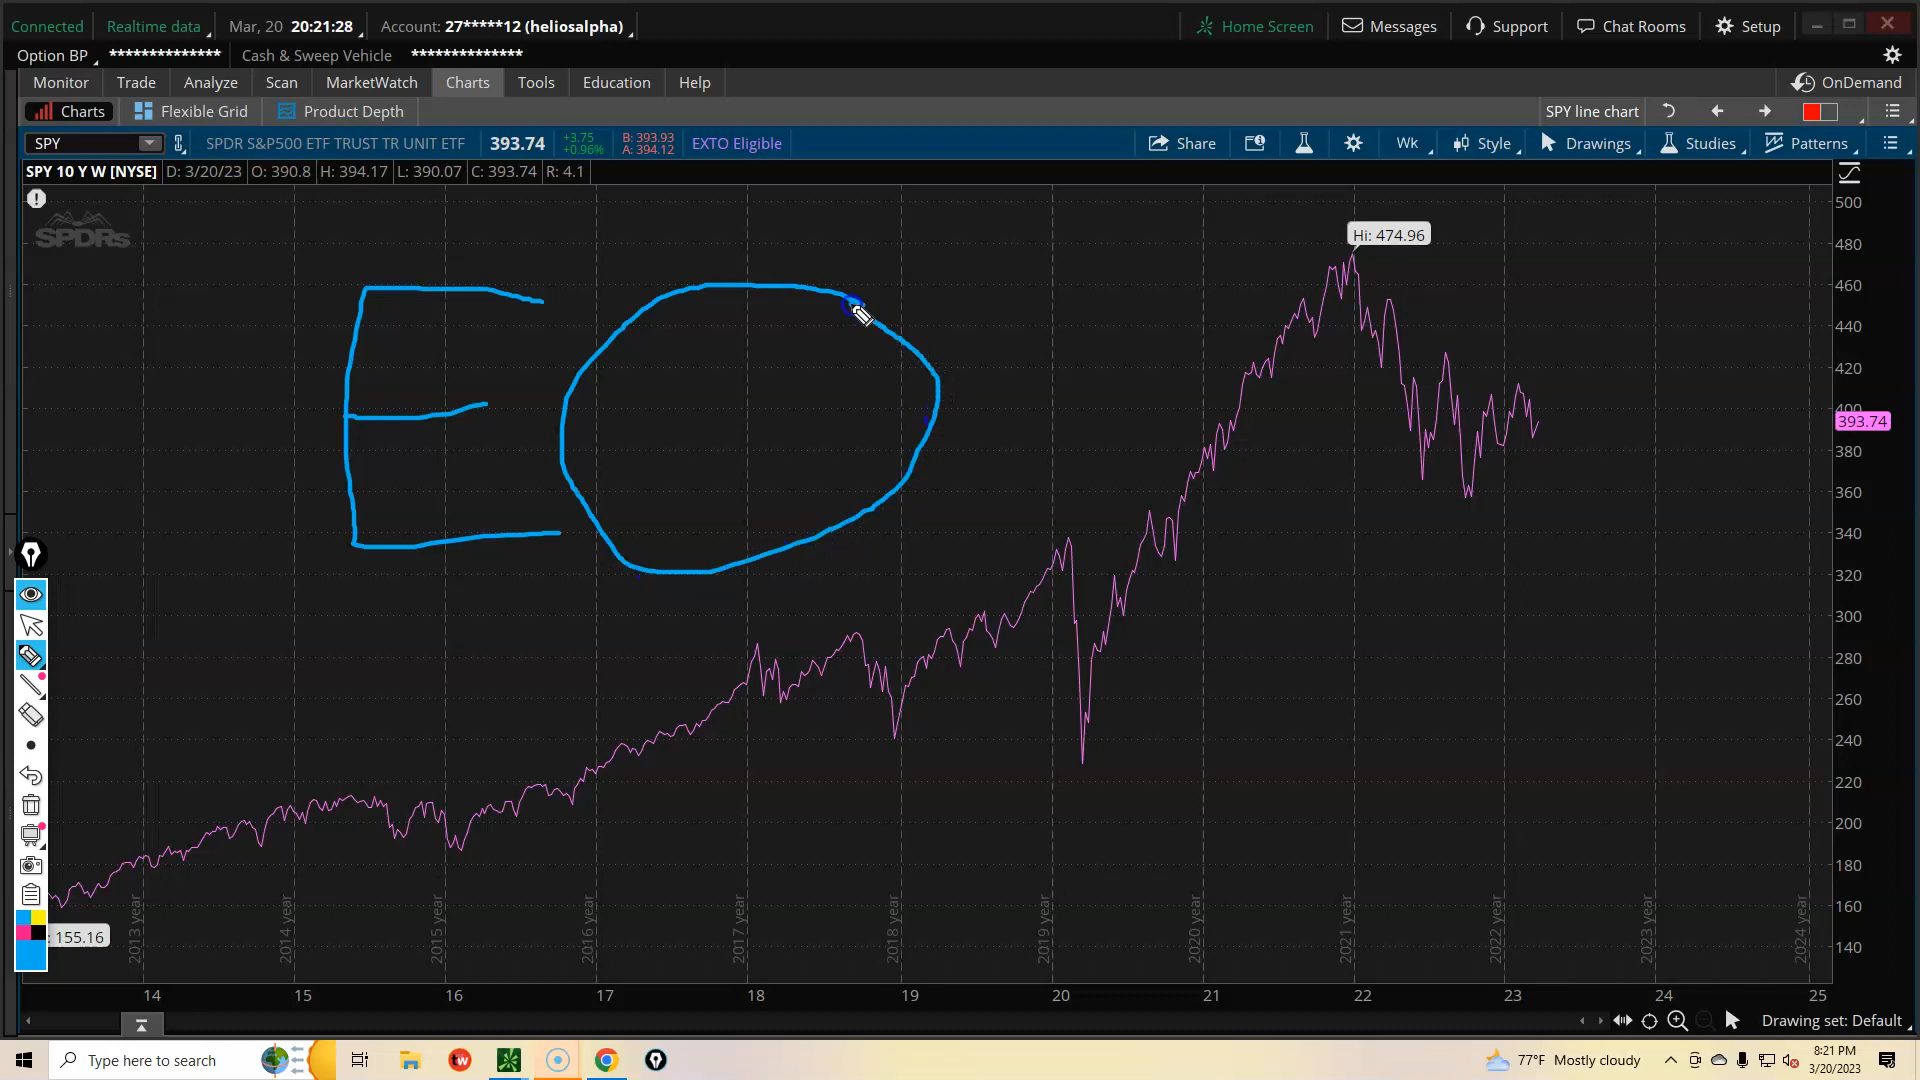 Connected Realtime data Mar, 20 20:21:28 Account: 27*****12 (heliosalpha) Home Screen Messages Support Chat Rooms Setup
Option BP ************** Cash & Sweep Vehicle **************
Monitor Trade Analyze Scan MarketWatch Charts Tools Education Help OnDemand
Charts Flexible Grid Product Depth SPY line chart
SPY SPDR S&P500 ETF TRUST TR UNIT ETF 393.74 +3.75 +0.96% B: 393.93 A: 394.12 EXTO Eligible Share Wk Style Drawings Studies Patterns
SPY 10 Y W [NYSE] D: 3/20/23 O: 390.8 H: 394.17 L: 390.07 C: 393.74 R: 4.1
SPDRs
Hi: 474.96
EO
500
480
460
440
420
400
393.74
380
360
340
320
300
280
260
240
220
200
180
160
140
: 155.16
2013 year 2014 year 2015 year 2016 year 2017 year 2018 year 2019 year 2020 year 2021 year 2022 year 2023 year 2024 year
14 15 16 17 18 19 20 21 22 23 24 25
Drawing set: Default
Type here to search tw 77°F Mostly cloudy 8:21 PM
3/20/2023